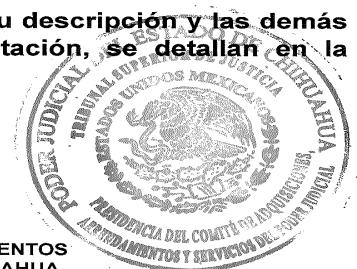 u descripción y las demás
tación, se detallan en la
PODER JUDICIAL DEL ESTADO DE CHIHUAHUA
TRIBUNAL SUPERIOR DE JUSTICIA
ESTADOS UNIDOS MEXICANOS
PRESIDENCIA DEL COMITÉ DE ADQUISICIONES,
ARRENDAMIENTOS Y SERVICIOS DEL PODER JUDICIAL
ENTOS
AHUA